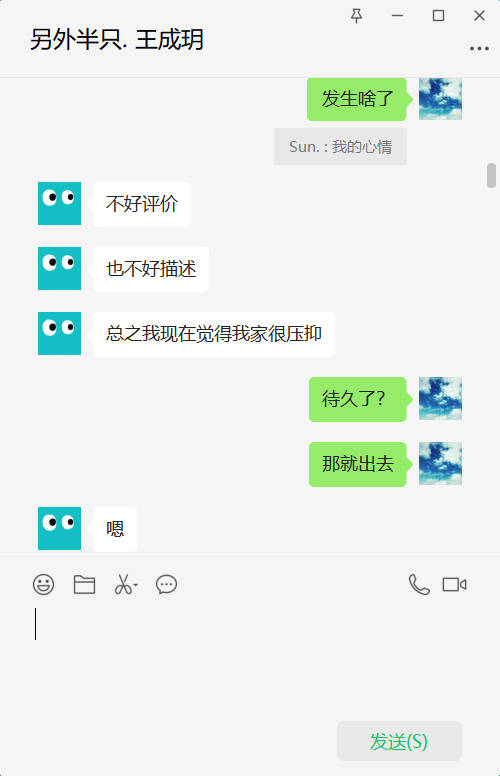 另外半只. 王成玥
发生啥了
Sun. : 我的心情
不好评价
也不好描述
总之我现在觉得我家很压抑
待久了?
那就出去
嗯
发送(S)